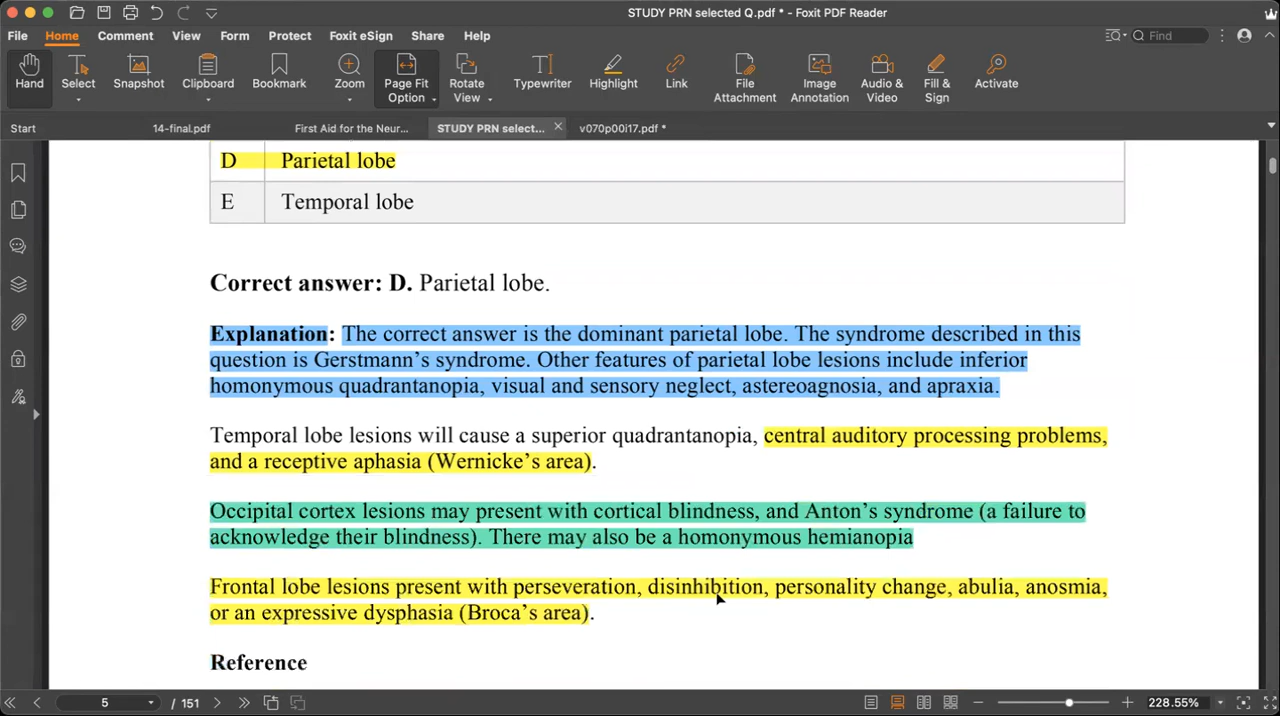 STUDY PRN selected Q.pdf * - Foxit PDF Reader
File Home Comment View Form Protect Foxit eSign Share Help
Find
Hand Select Snapshot Clipboard Bookmark Zoom Page Fit Option Rotate View Typewriter Highlight Link File Attachment Image Annotation Audio & Video Fill & Sign Activate
Start 14-final.pdf First Aid for the Neur... STUDY PRN select... v070p00i17.pdf *
D Parietal lobe
E Temporal lobe
Correct answer: D. Parietal lobe.
Explanation: The correct answer is the dominant parietal lobe. The syndrome described in this
question is Gerstmann’s syndrome. Other features of parietal lobe lesions include inferior
homonymous quadrantanopia, visual and sensory neglect, astereoagnosia, and apraxia.
Temporal lobe lesions will cause a superior quadrantanopia, central auditory processing problems,
and a receptive aphasia (Wernicke’s area).
Occipital cortex lesions may present with cortical blindness, and Anton’s syndrome (a failure to
acknowledge their blindness). There may also be a homonymous hemianopia
Frontal lobe lesions present with perseveration, disinhibition, personality change, abulia, anosmia,
or an expressive dysphasia (Broca’s area).
Reference
5 / 151 228.55%